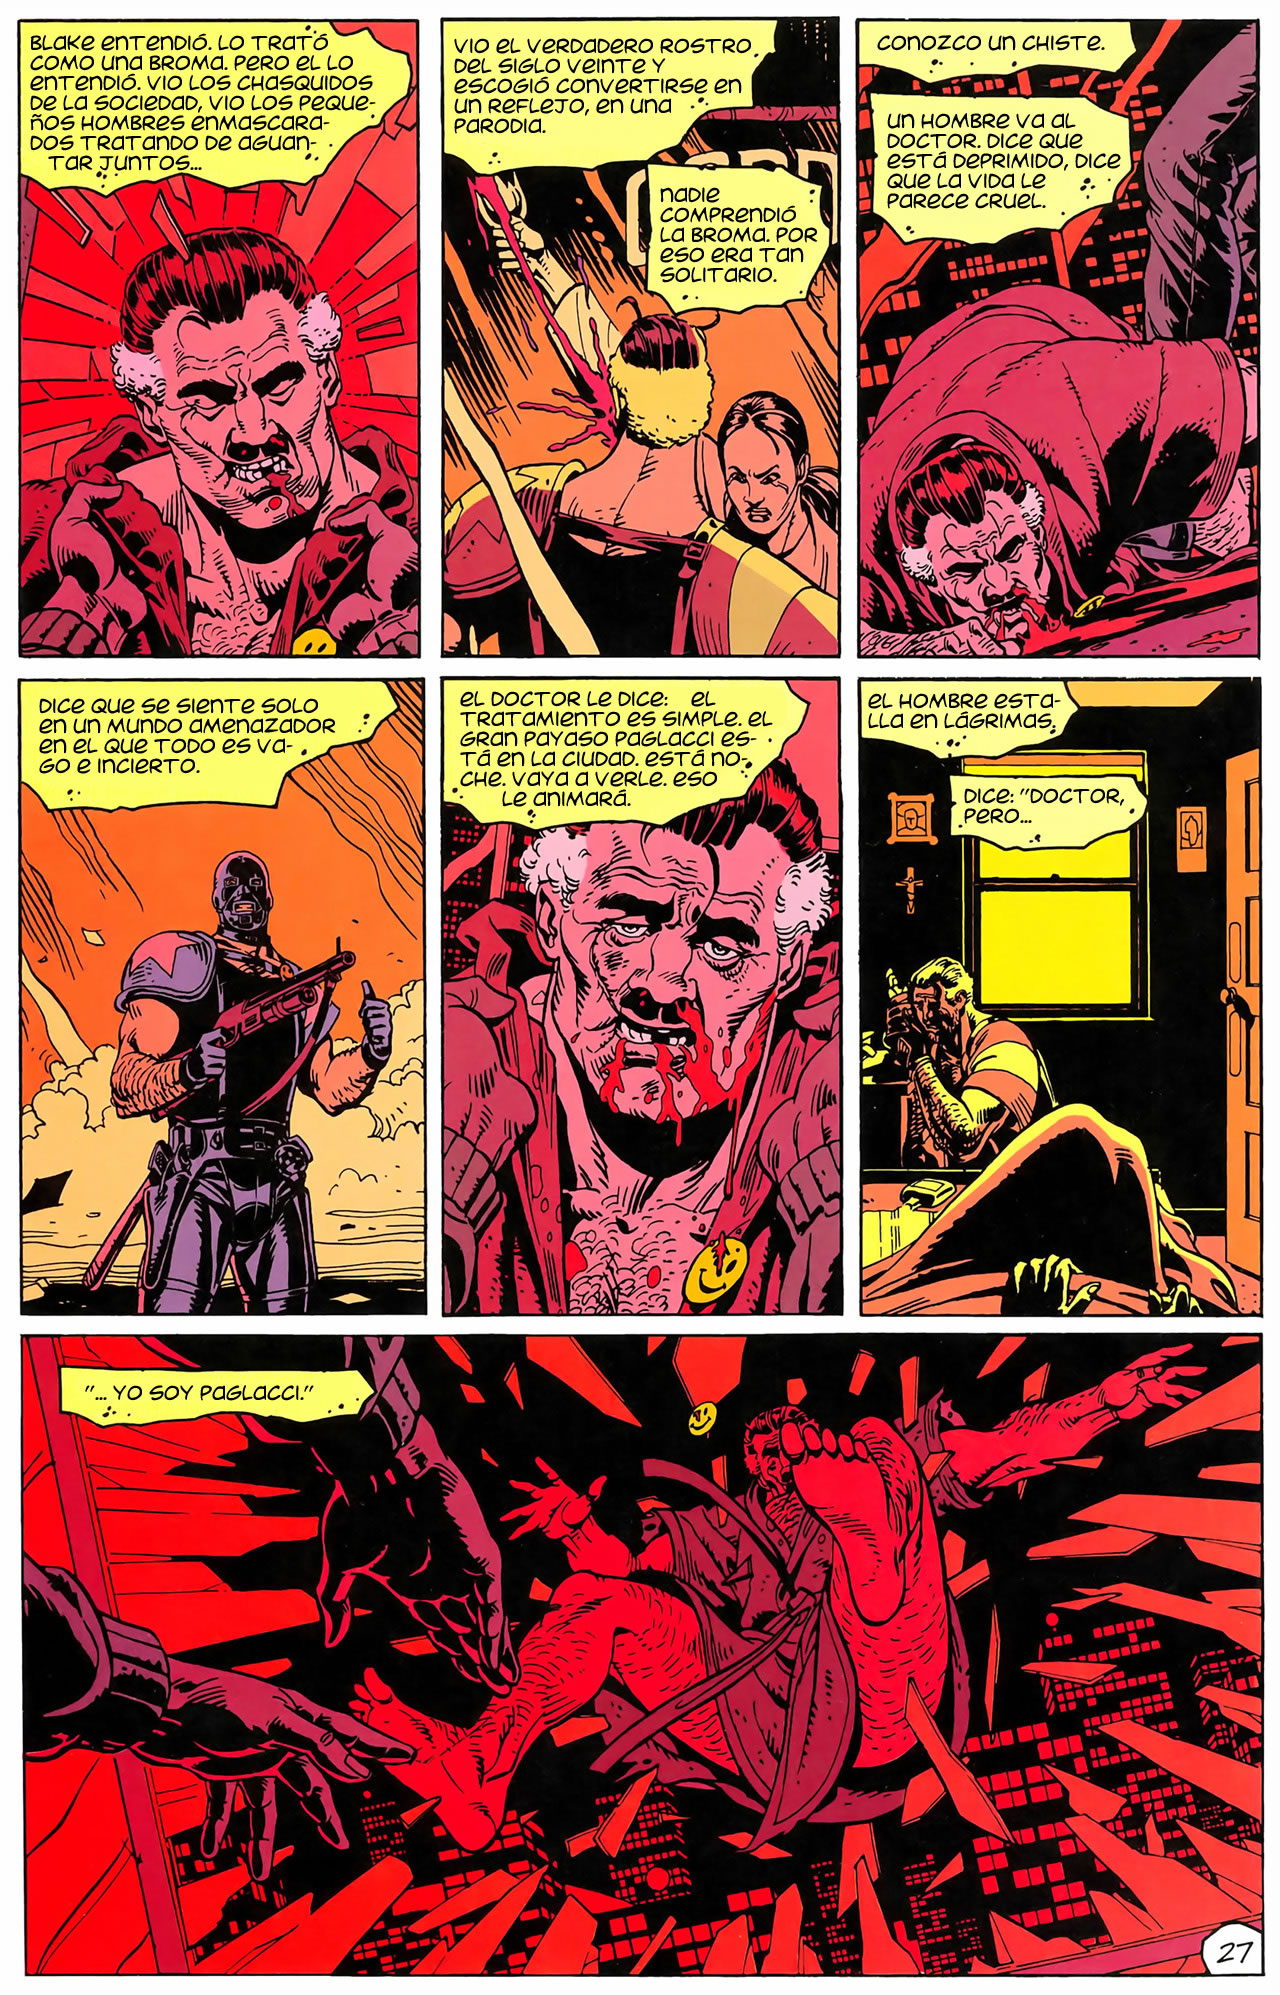 BLAKE ENTENDIÓ. LO TRATÓ
COMO UNA BROMA. PERO EL LO
ENTENDIÓ. VIO LOS CHASQUIDOS
DE LA SOCIEDAD, VIO LOS PEQUE-
ÑOS HOMBRES ENMASCARA-
DOS TRATANDO DE AGUAN-
TAR JUNTOS...
VIO EL VERDADERO ROSTRO
DEL SIGLO VEINTE Y
ESCOGIÓ CONVERTIRSE EN
UN REFLEJO, EN UNA
PARODIA.
NADIE
COMPRENDIÓ
LA BROMA. POR
ESO ERA TAN
SOLITARIO.
CONOZCO UN CHISTE.
UN HOMBRE VA AL
DOCTOR. DICE QUE
ESTÁ DEPRIMIDO, DICE
QUE LA VIDA LE
PARECE CRUEL.
DICE QUE SE SIENTE SOLO
EN UN MUNDO AMENAZADOR
EN EL QUE TODO ES VA-
GO E INCIERTO.
EL DOCTOR LE DICE: EL
TRATAMIENTO ES SIMPLE. EL
GRAN PAYASO PAGLACCI ES-
TÁ EN LA CIUDAD. ESTÁ NO-
CHE. VAYA A VERLE. ESO
LE ANIMARÁ.
EL HOMBRE ESTA-
LLA EN LÁGRIMAS.
DICE: "DOCTOR,
PERO...
"... YO SOY PAGLACCI."
27